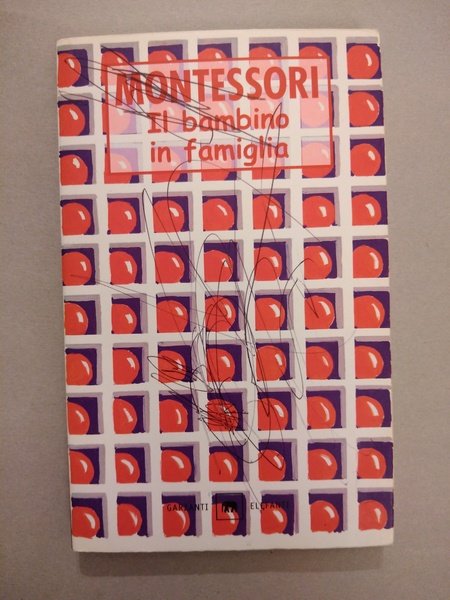 MONTESSORI
Il bambino
in famiglia
GARZANTI ELEFANTI